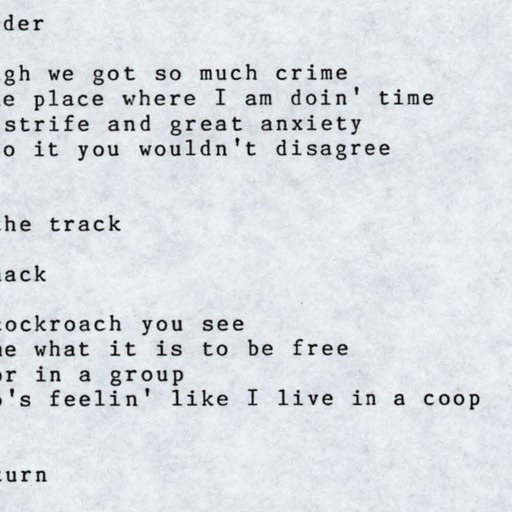 der
gh we got so much crime
e place where I am doin' time
strife and great anxiety
o it you wouldn't disagree
the track
ack
cockroach you see
e what it is to be free
or in a group
's feelin' like I live in a coop
turn